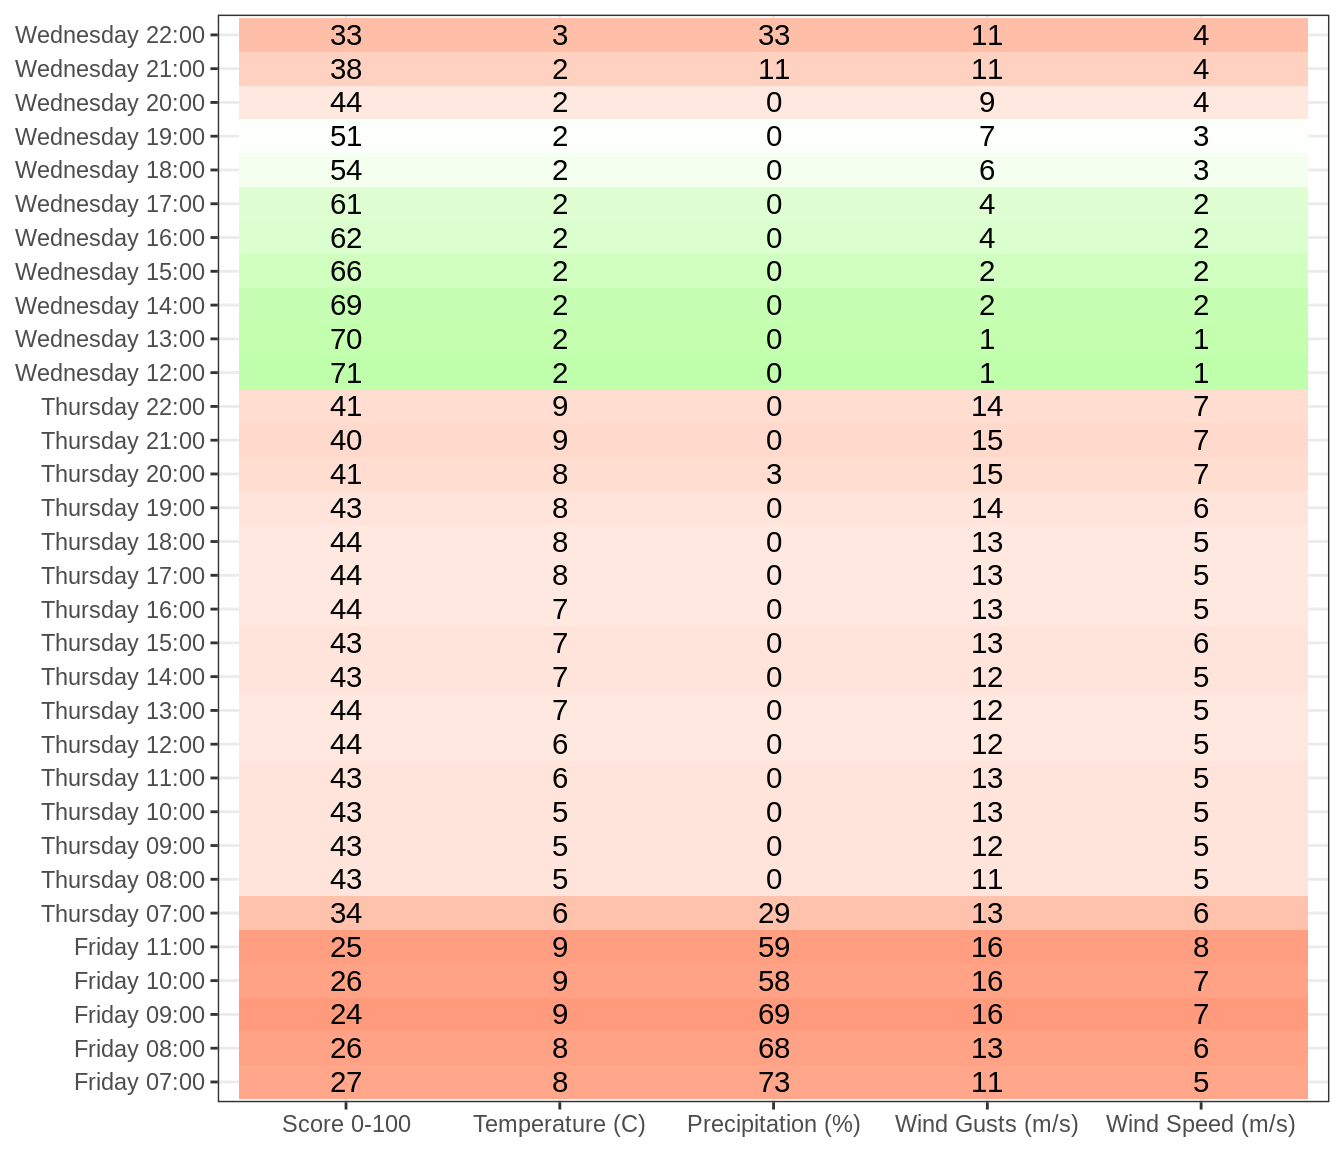 Wednesday 22:00 33 3 33 11 4
Wednesday 21:00 38 2 11 11 4
Wednesday 20:00 44 2 0 9 4
Wednesday 19:00 51 2 0 7 3
Wednesday 18:00 54 2 0 6 3
Wednesday 17:00 61 2 0 4 2
Wednesday 16:00 62 2 0 4 2
Wednesday 15:00 66 2 0 2 2
Wednesday 14:00 69 2 0 2 2
Wednesday 13:00 70 2 0 1 1
Wednesday 12:00 71 2 0 1 1
Thursday 22:00 41 9 0 14 7
Thursday 21:00 40 9 0 15 7
Thursday 20:00 41 8 3 15 7
Thursday 19:00 43 8 0 14 6
Thursday 18:00 44 8 0 13 5
Thursday 17:00 44 8 0 13 5
Thursday 16:00 44 7 0 13 5
Thursday 15:00 43 7 0 13 6
Thursday 14:00 43 7 0 12 5
Thursday 13:00 44 7 0 12 5
Thursday 12:00 44 6 0 12 5
Thursday 11:00 43 6 0 13 5
Thursday 10:00 43 5 0 13 5
Thursday 09:00 43 5 0 12 5
Thursday 08:00 43 5 0 11 5
Thursday 07:00 34 6 29 13 6
Friday 11:00 25 9 59 16 8
Friday 10:00 26 9 58 16 7
Friday 09:00 24 9 69 16 7
Friday 08:00 26 8 68 13 6
Friday 07:00 27 8 73 11 5
Score 0-100 Temperature (C) Precipitation (%) Wind Gusts (m/s) Wind Speed (m/s)